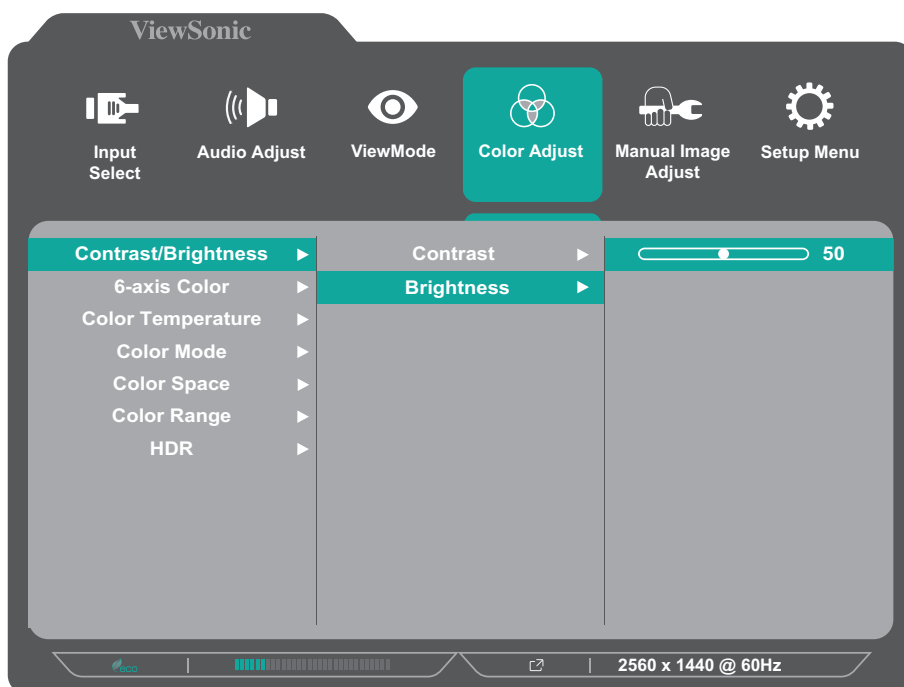 ViewSonic
Input Select
Audio Adjust
ViewMode
Color Adjust
Manual Image Adjust
Setup Menu
Contrast/Brightness
Contrast
50
6-axis Color
Brightness
Color Temperature
Color Mode
Color Space
Color Range
HDR
eco
2560 x 1440 @ 60Hz